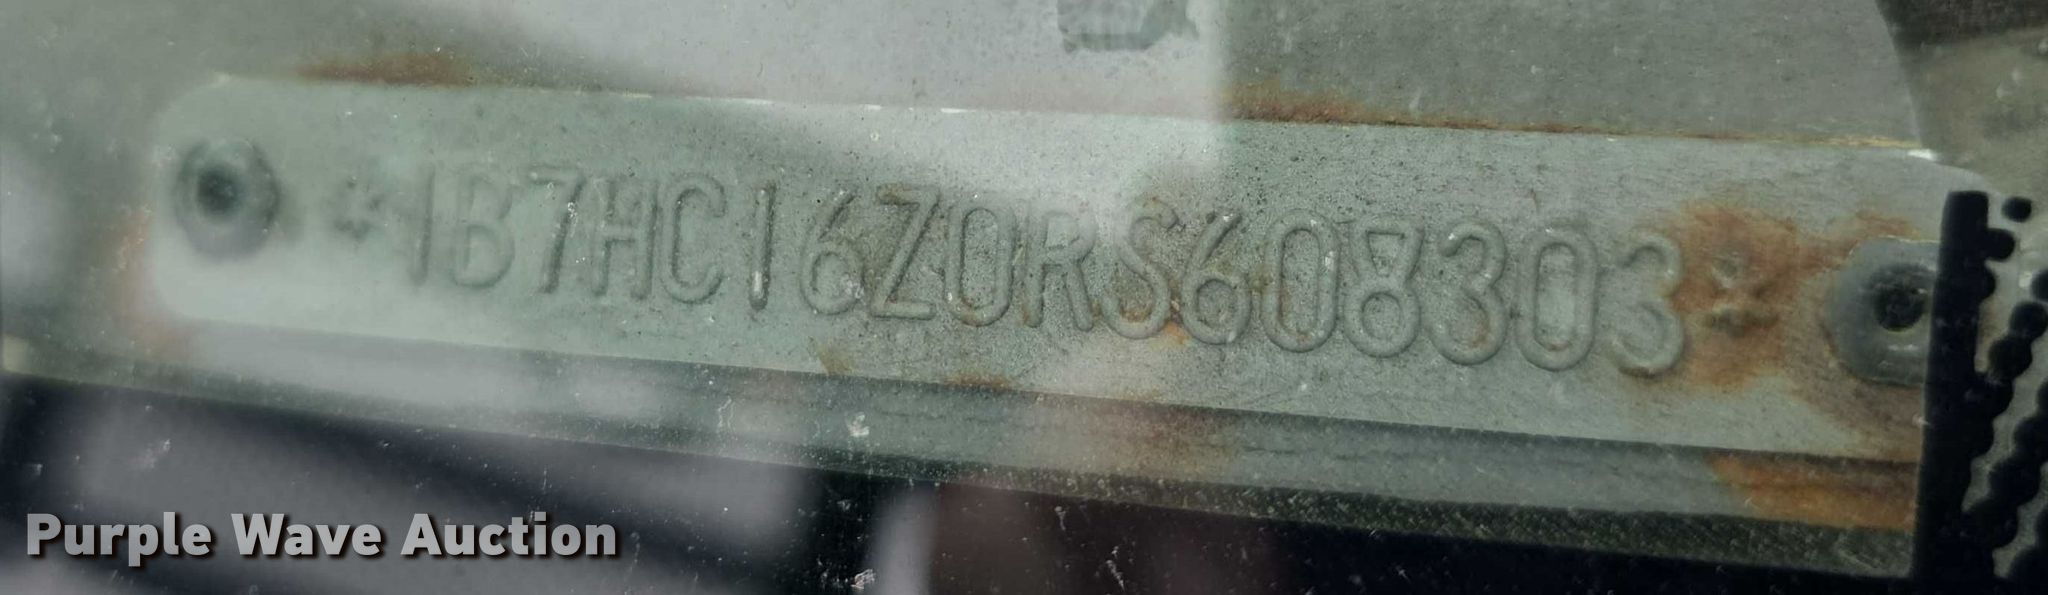 *1B7HC16Z0RS608303*
Purple Wave Auction